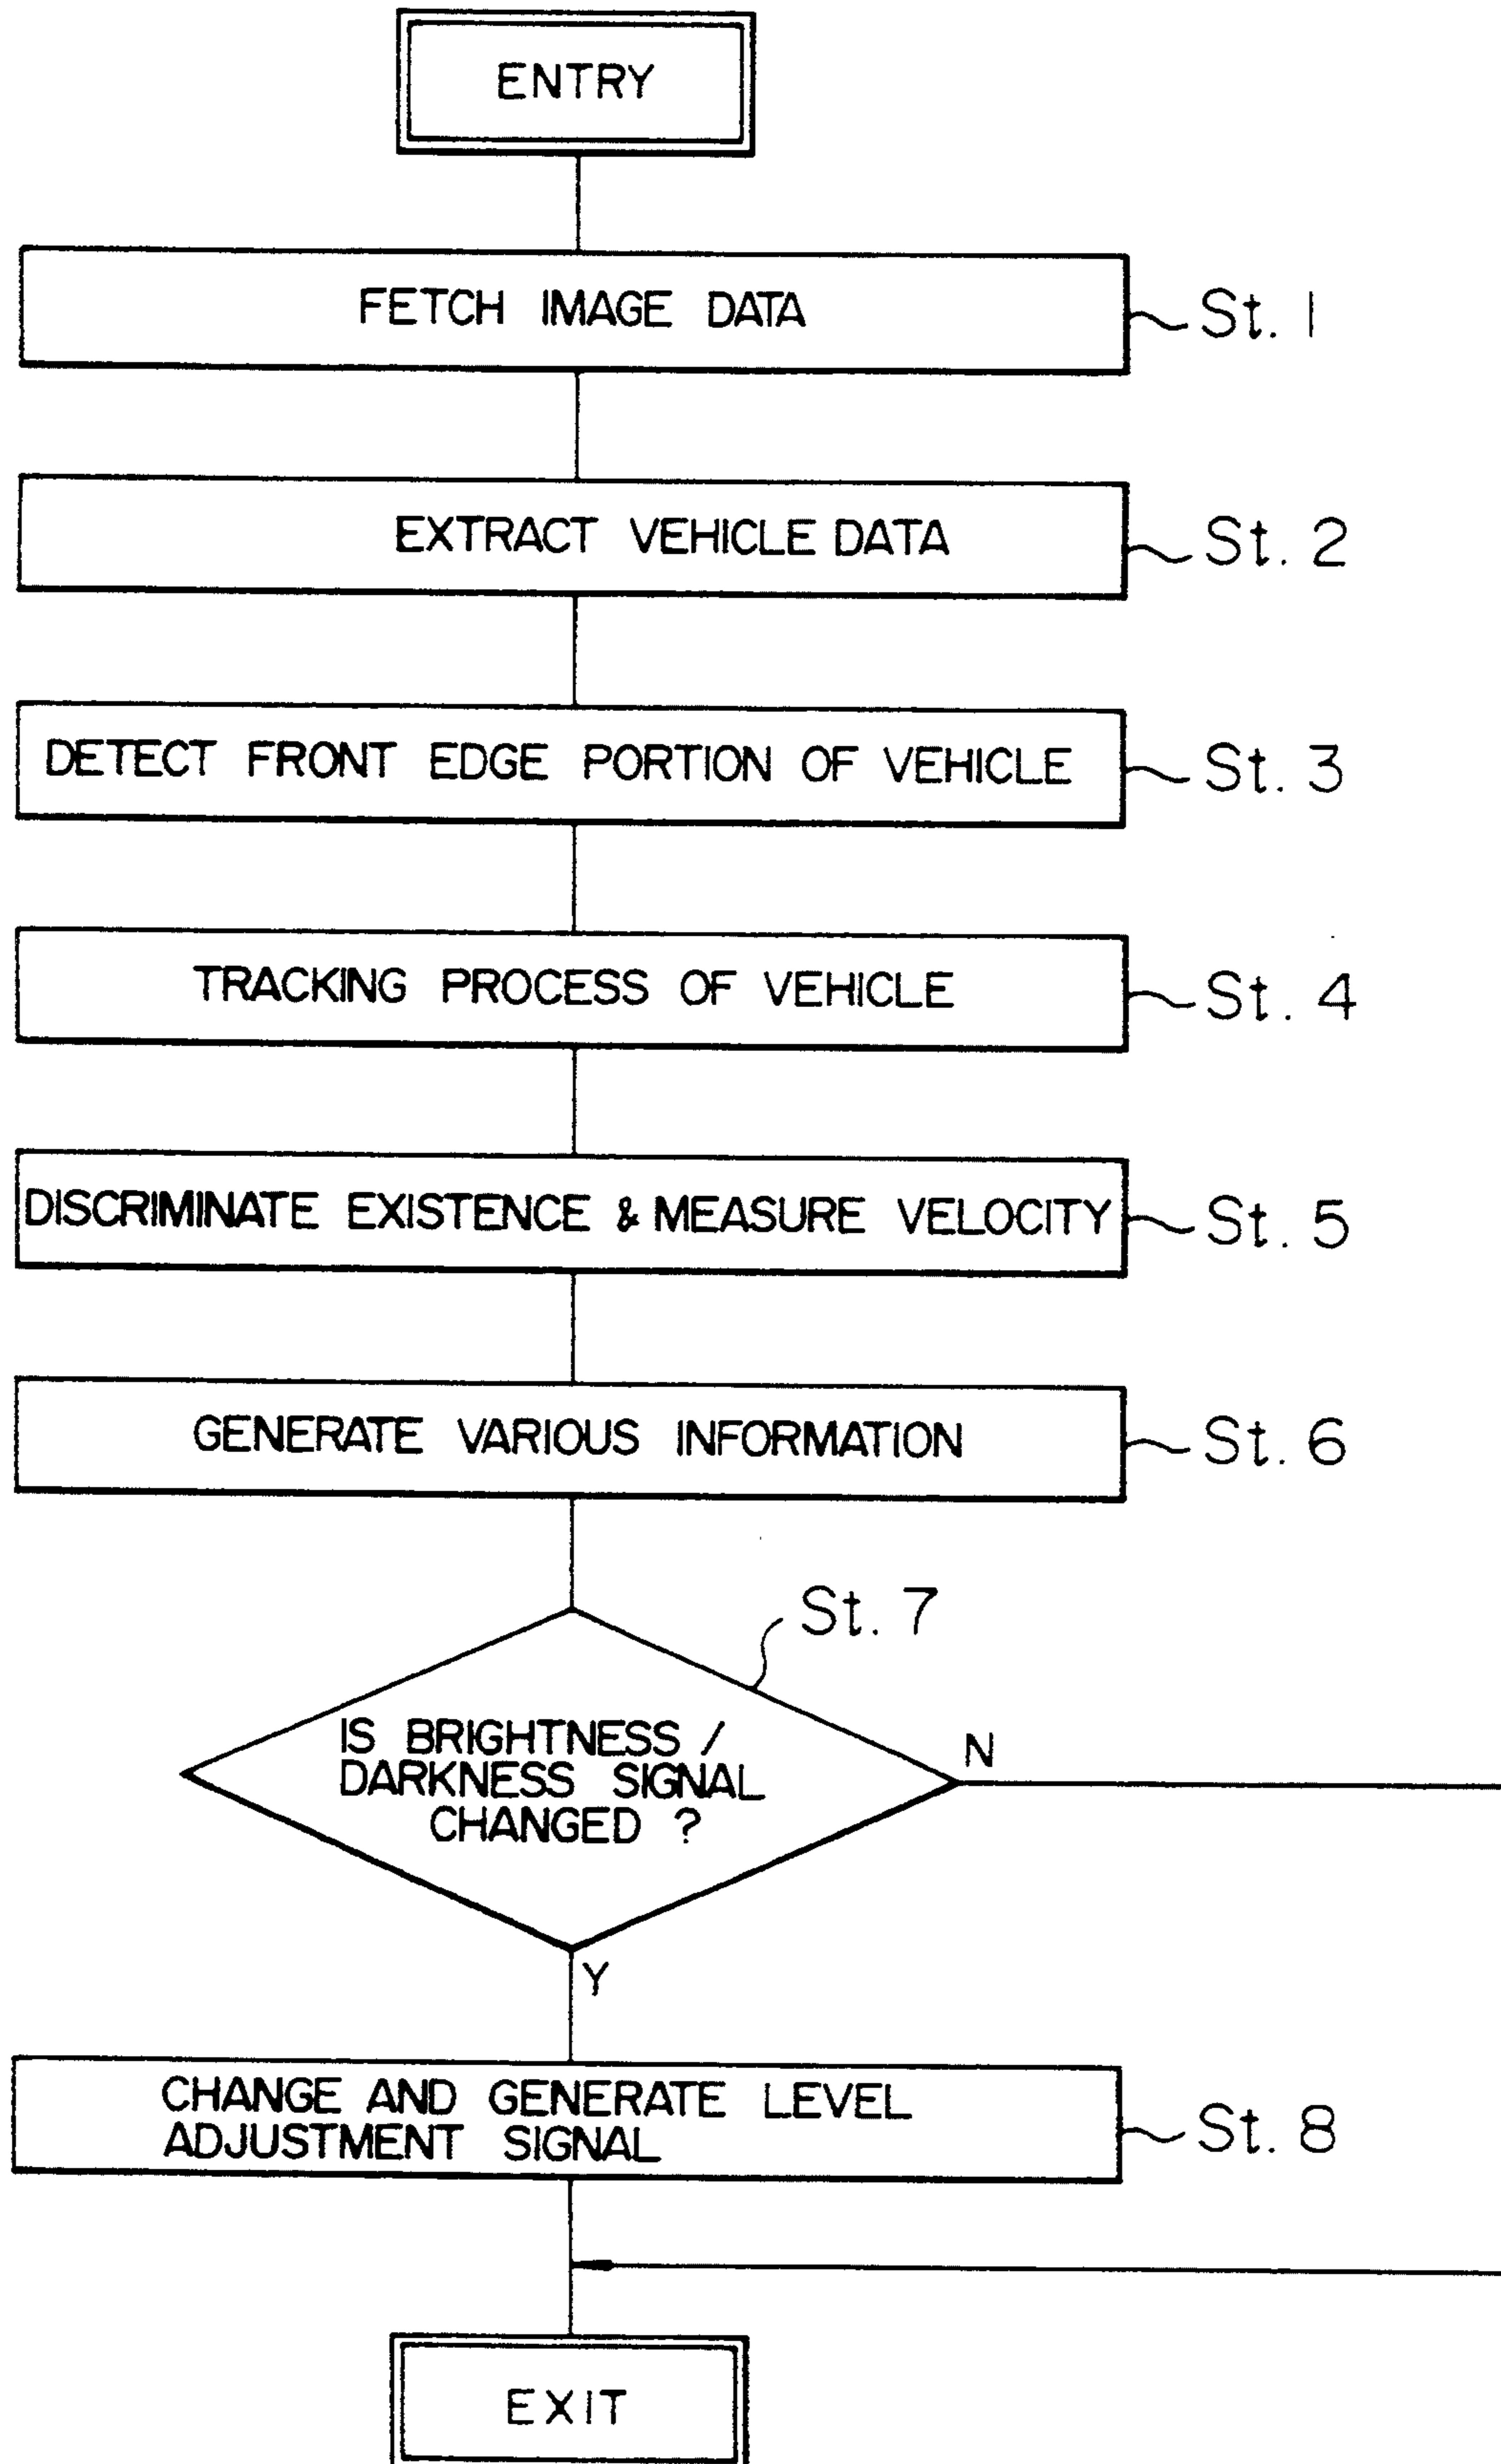 ENTRY
FETCH IMAGE DATA
St. 1
EXTRACT VEHICLE DATA
St. 2
DETECT FRONT EDGE PORTION OF VEHICLE
St. 3
TRACKING PROCESS OF VEHICLE
St. 4
DISCRIMINATE EXISTENCE & MEASURE VELOCITY
St. 5
GENERATE VARIOUS INFORMATION
St. 6
St. 7
IS BRIGHTNESS /
DARKNESS SIGNAL
CHANGED ?
N
Y
CHANGE AND GENERATE LEVEL
ADJUSTMENT SIGNAL
St. 8
EXIT